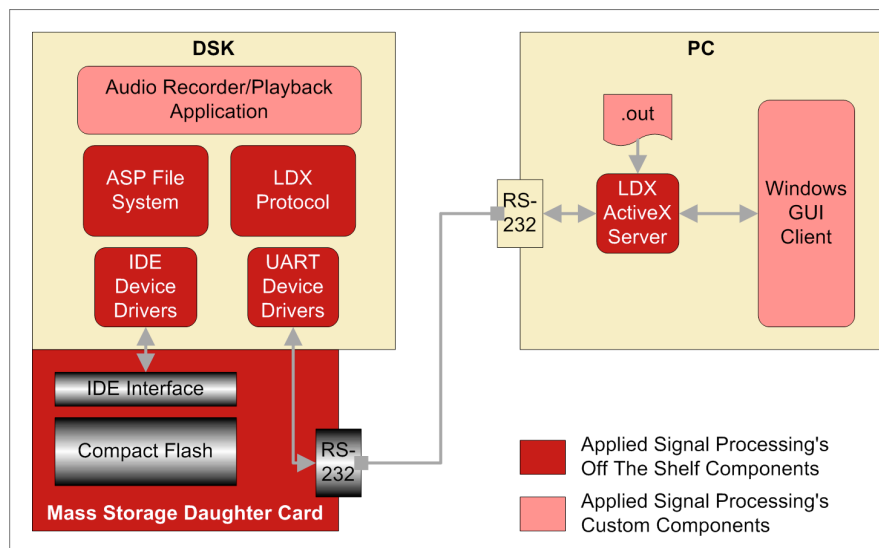 DSK
Audio Recorder/Playback
Application
ASP File
System
LDX
Protocol
IDE
Device
Drivers
UART
Device
Drivers
IDE Interface
Compact Flash
RS-
232
Mass Storage Daughter Card
PC
.out
RS-
232
LDX
ActiveX
Server
Windows
GUI
Client
Applied Signal Processing's
Off The Shelf Components
Applied Signal Processing's
Custom Components